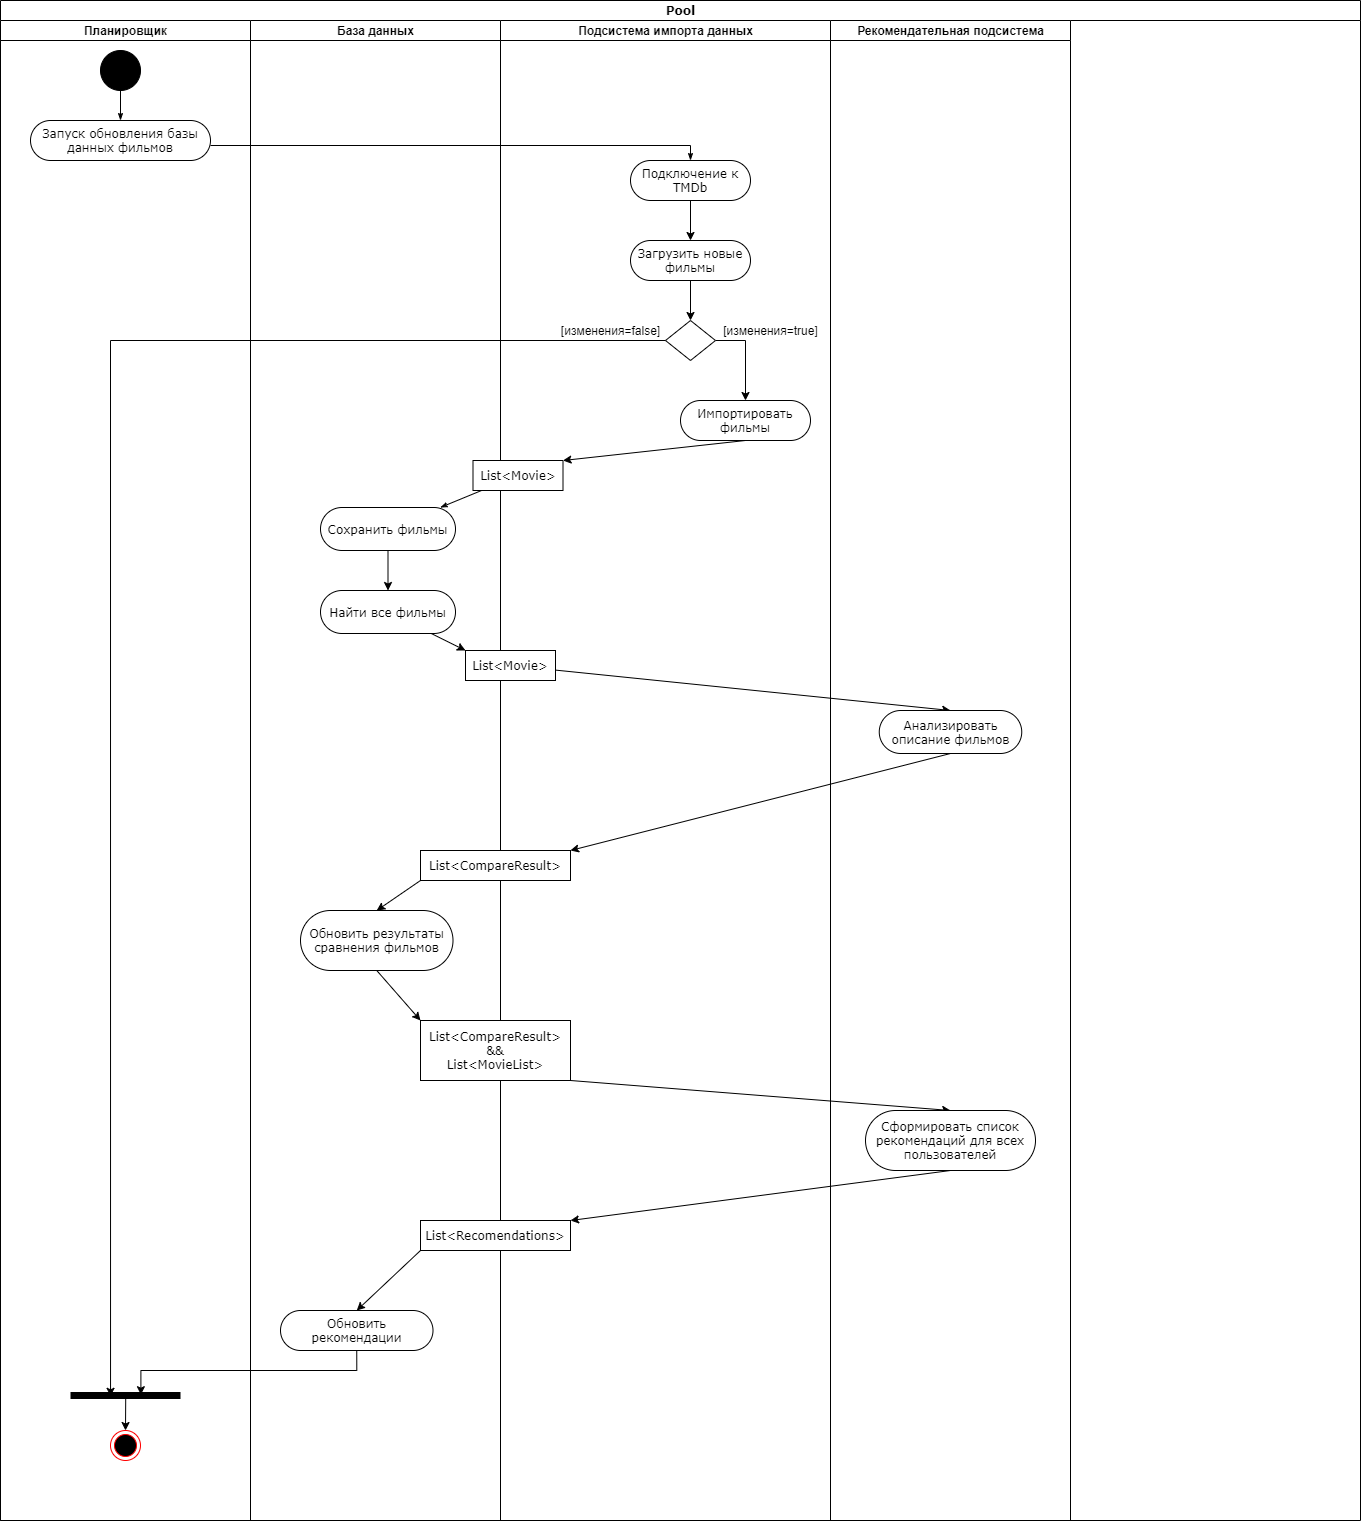 Pool
Планировщик
База данных
Подсистема импорта данных
Рекомендательная подсистема
Запуск обновления базы
данных фильмов
Подключение к
TMDb
Загрузить новые
фильмы
[изменения=false]
[изменения=true]
Импортировать
фильмы
List<Movie>
Сохранить фильмы
Найти все фильмы
List<Movie>
Анализировать
описание фильмов
List<CompareResult>
Обновить результаты
сравнения фильмов
List<CompareResult>
&&
List<MovieList>
Сформировать список
рекомендаций для всех
пользователей
List<Recomendations>
Обновить
рекомендации